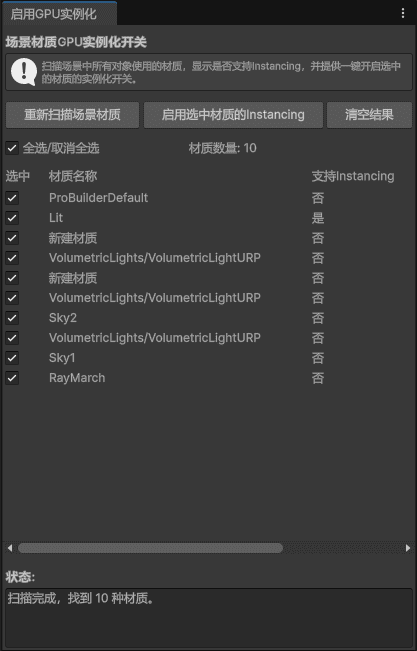 启用GPU实例化
场景材质GPU实例化开关
扫描场景中所有对象使用的材质，显示是否支持Instancing，并提供一键开启选中
的材质的实例化开关。
重新扫描场景材质 启用选中材质的Instancing 清空结果
全选/取消全选 材质数量: 10
选中 材质名称 支持Instancing
ProBuilderDefault 否
Lit 是
新建材质 否
VolumetricLights/VolumetricLightURP 否
新建材质 否
VolumetricLights/VolumetricLightURP 否
Sky2 否
VolumetricLights/VolumetricLightURP 否
Sky1 否
RayMarch 否
状态:
扫描完成，找到 10 种材质。